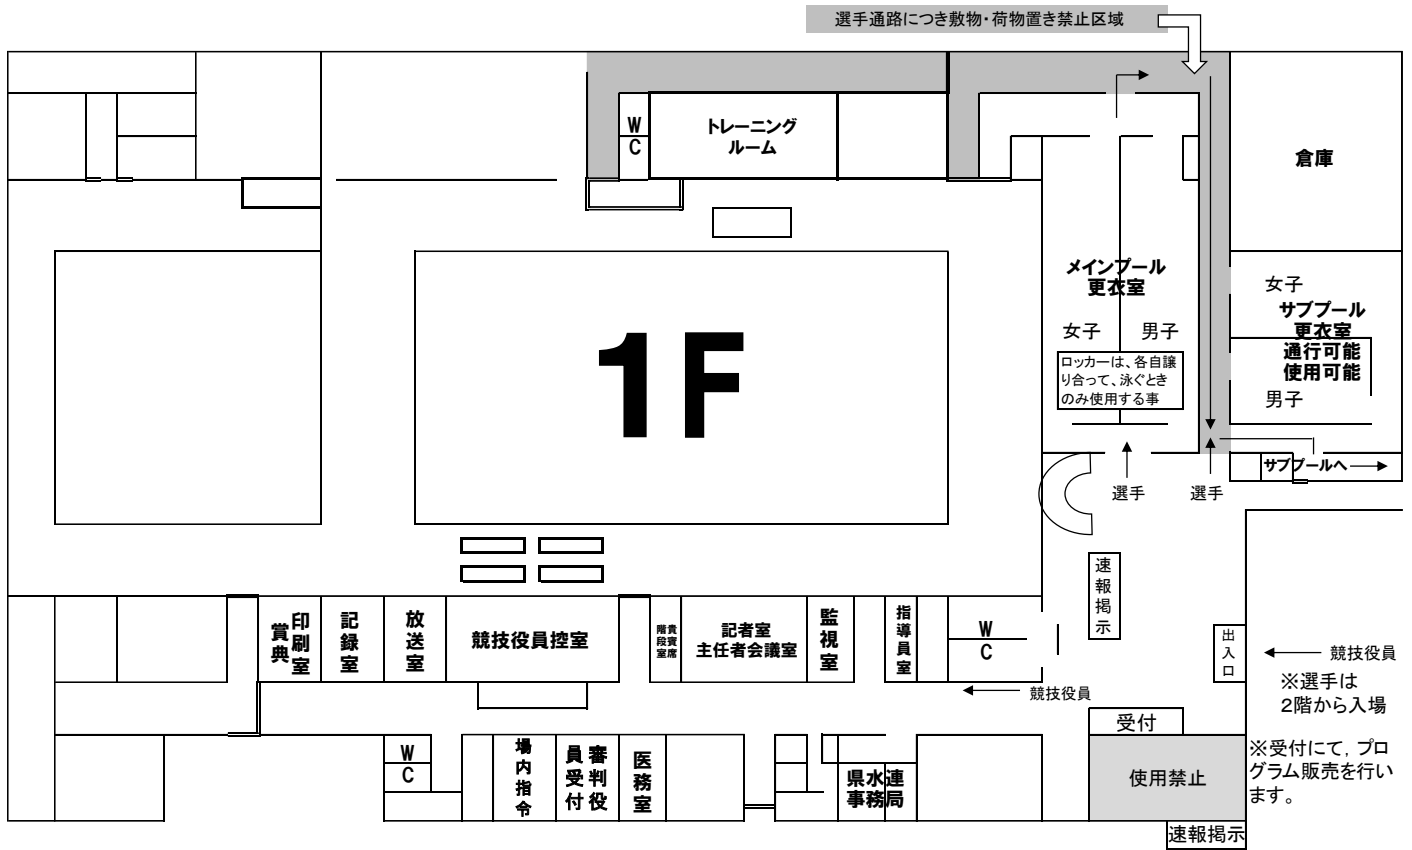 選手通路につき敷物・荷物置き禁止区域
W
C
トレーニング
ルーム
倉庫
メインプール
更衣室
女子 男子
ロッカーは、各自譲
り合って、泳ぐとき
のみ使用する事
女子
サブプール
更衣室
通行可能
使用可能
男子
1F
サブプールへ
選手
選手
速報掲示
賞典
印刷室
記録室
放送室
競技役員控室
貴賓席
階段室
記者室
主任者会議室
監視室
指導員室
W
C
出入口
競技役員
※選手は
2階から入場
競技役員
受付
※受付にて,プロ
グラム販売を行い
ます。
W
C
場内指令
審判役
員受付
医務室
県水連
事務局
使用禁止
速報掲示